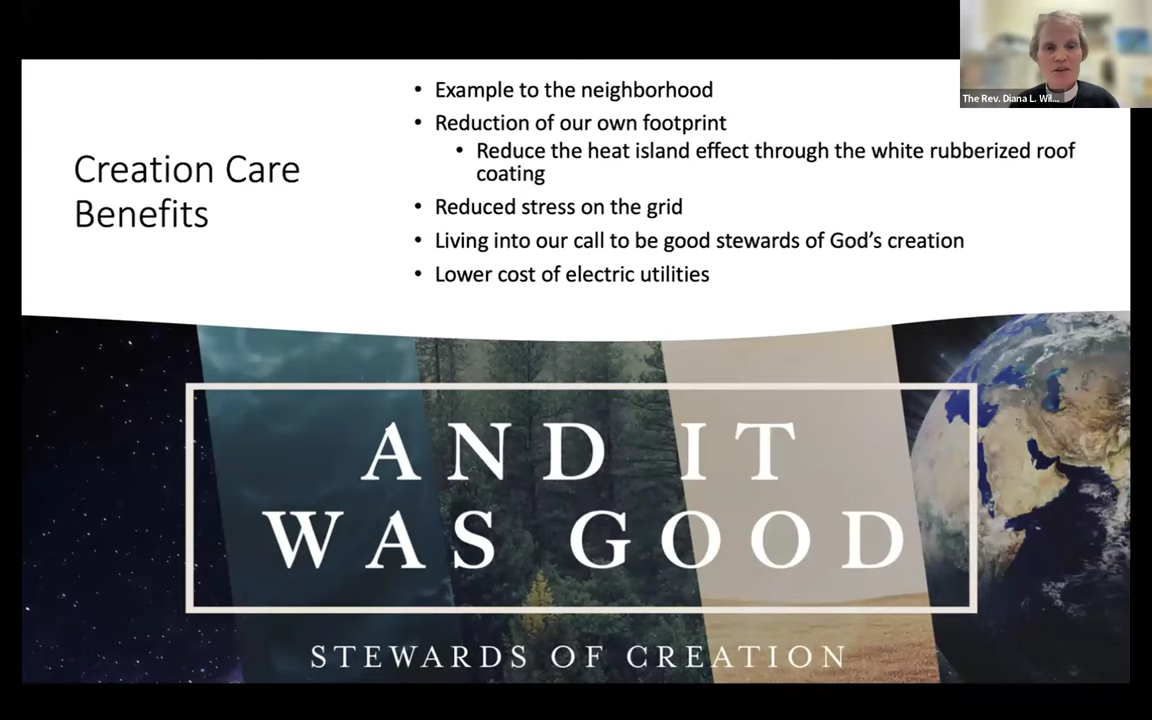 The Rev. Diana L. Wil...
Creation Care
Benefits
• Example to the neighborhood
• Reduction of our own footprint
• Reduce the heat island effect through the white rubberized roof
coating
• Reduced stress on the grid
• Living into our call to be good stewards of God’s creation
• Lower cost of electric utilities
AND IT
WAS GOOD
STEWARDS OF CREATION